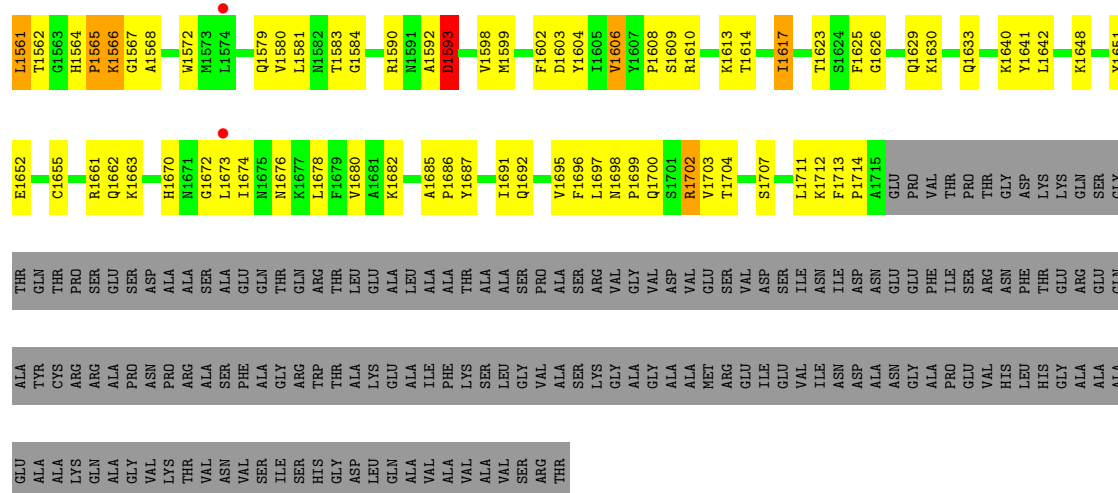 L1561 T1562 G1563 H1564 P1565 K1566 G1567 A1568 W1572 M1573 L1574 Q1579 V1580 L1581 N1582 T1583 G1584 R1590 N1591 A1592 D1593 V1598 M1599 F1602 D1603 Y1604 I1605 V1606 Y1607 P1608 S1609 R1610 K1613 T1614 I1617 T1623 S1624 F1625 G1626 Q1629 K1630 Q1633 K1640 Y1641 L1642 K1648 Y1651
E1652 C1655 R1661 Q1662 K1663 H1670 N1671 G1672 L1673 I1674 N1675 N1676 K1677 L1678 F1679 V1680 A1681 K1682 A1685 P1686 Y1687 I1691 Q1692 V1695 F1696 L1697 N1698 P1699 Q1700 S1701 R1702 V1703 T1704 S1707 L1711 K1712 F1713 P1714 A1715 GLU PRO VAL THR PRO THR GLY ASP LYS LYS GLN SER GLY
THR GLN THR PRO SER GLU SER ASP ALA ALA SER ALA GLU GLN THR GLN ARG THR LEU GLU ALA LEU ALA ALA THR ALA ALA SER PRO ALA SER ARG VAL GLY VAL ASP VAL GLU SER VAL ASP SER ILE ASN ILE ASP ASN GLU GLU PHE ILE SER ARG ASN PHE THR GLU ARG GLU GLN
ALA TYR CYS ARG ARG ALA PRO ASN PRO ARG ALA SER PHE ALA GLY ARG TRP THR ALA LYS GLU ALA ILE PHE LYS SER LEU GLY VAL ALA SER LYS GLY ALA GLY ALA ALA MET ARG GLU ILE GLU VAL ILE ASN ASP ALA ASN GLY ALA PRO GLU VAL HIS LEU HIS GLY ALA ALA ALA
GLU ALA ALA LYS GLN ALA GLY VAL LYS THR VAL ASN VAL SER ILE SER HIS GLY ASP LEU GLN ALA VAL ALA VAL ALA VAL SER ARG THR